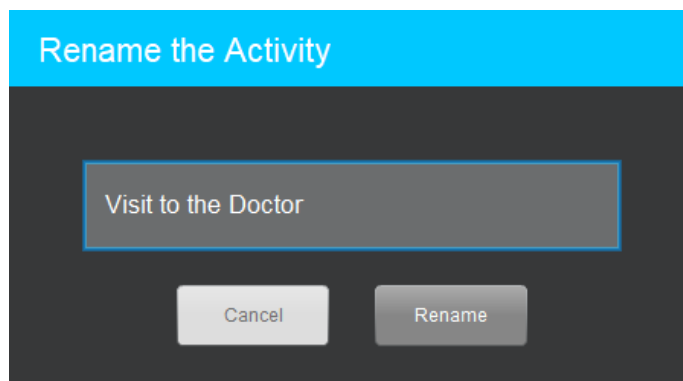 Rename the Activity
Visit to the Doctor
Cancel
Rename